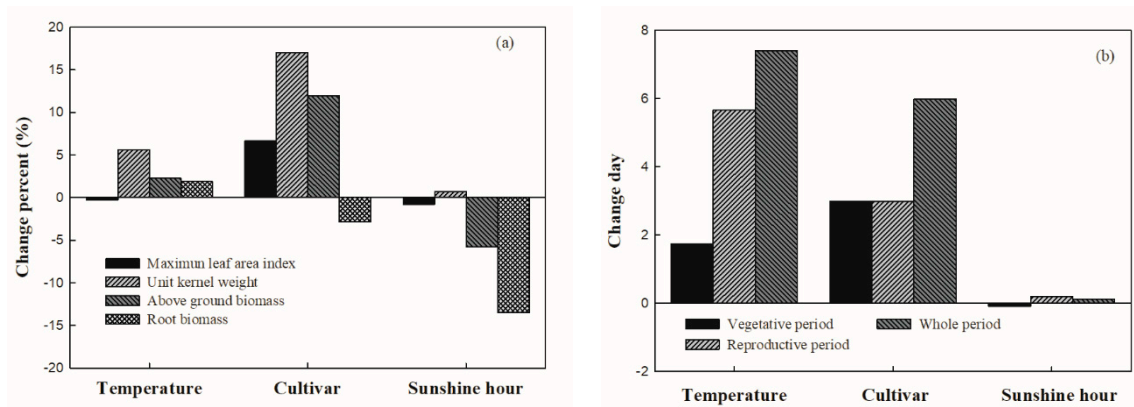 20
15
10
5
0
-5
-10
-15
-20
Change percent (%)
(a)
Maximun leaf area index
Unit kernel weight
Above ground biomass
Root biomass
Temperature Cultivar Sunshine hour
8
6
4
2
0
-2
Change day
(b)
Vegetative period Whole period
Reproductive period
Temperature Cultivar Sunshine hour